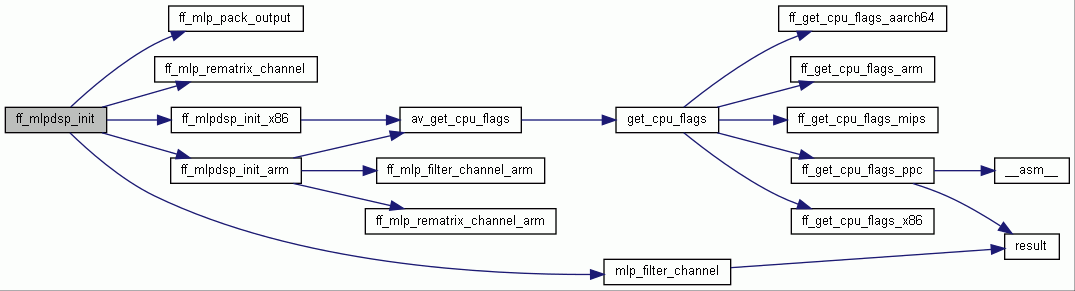 ff_mlp_pack_output
ff_get_cpu_flags_aarch64
ff_mlp_rematrix_channel
ff_get_cpu_flags_arm
ff_mlpdsp_init
ff_mlpdsp_init_x86
av_get_cpu_flags
get_cpu_flags
ff_get_cpu_flags_mips
ff_mlpdsp_init_arm
ff_mlp_filter_channel_arm
ff_get_cpu_flags_ppc
__asm__
ff_mlp_rematrix_channel_arm
ff_get_cpu_flags_x86
result
mlp_filter_channel